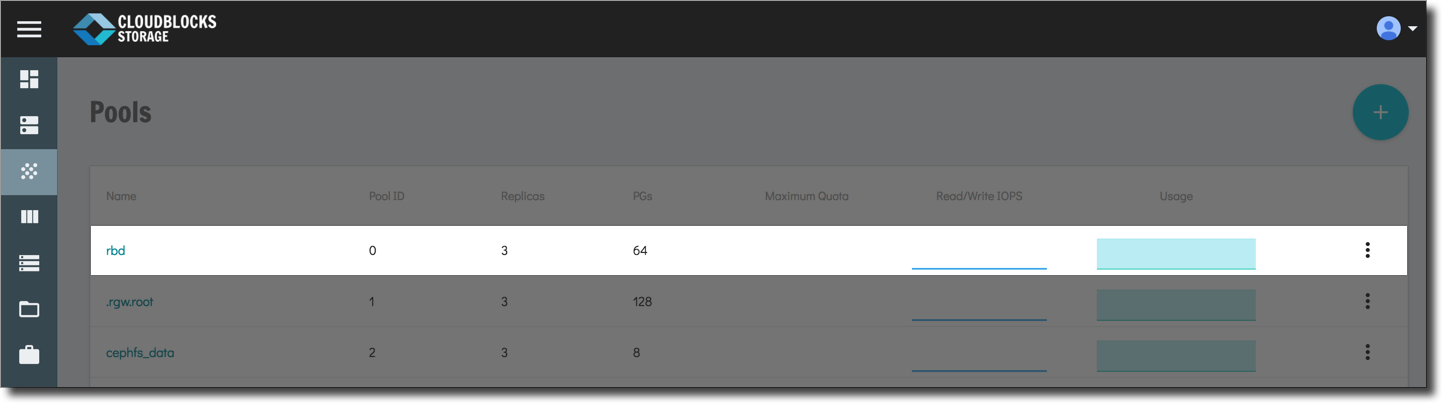 CLOUDBLOCKS
STORAGE
Pools
Name Pool ID Replicas PGs Maximum Quota Read/Write IOPS Usage
rbd 0 3 64
.rgw.root 1 3 128
cephfs_data 2 3 8